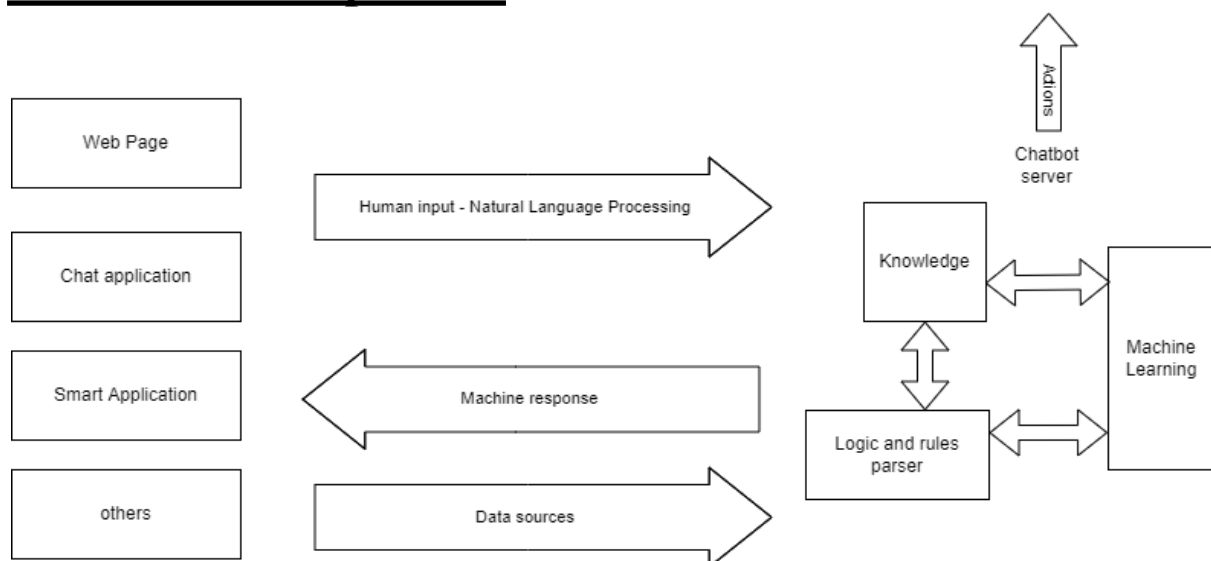 Actions
Web Page
Chatbot
server
Human input - Natural Language Processing
Knowledge
Chat application
Machine
Learning
Smart Application
Machine response
Logic and rules
parser
others
Data sources